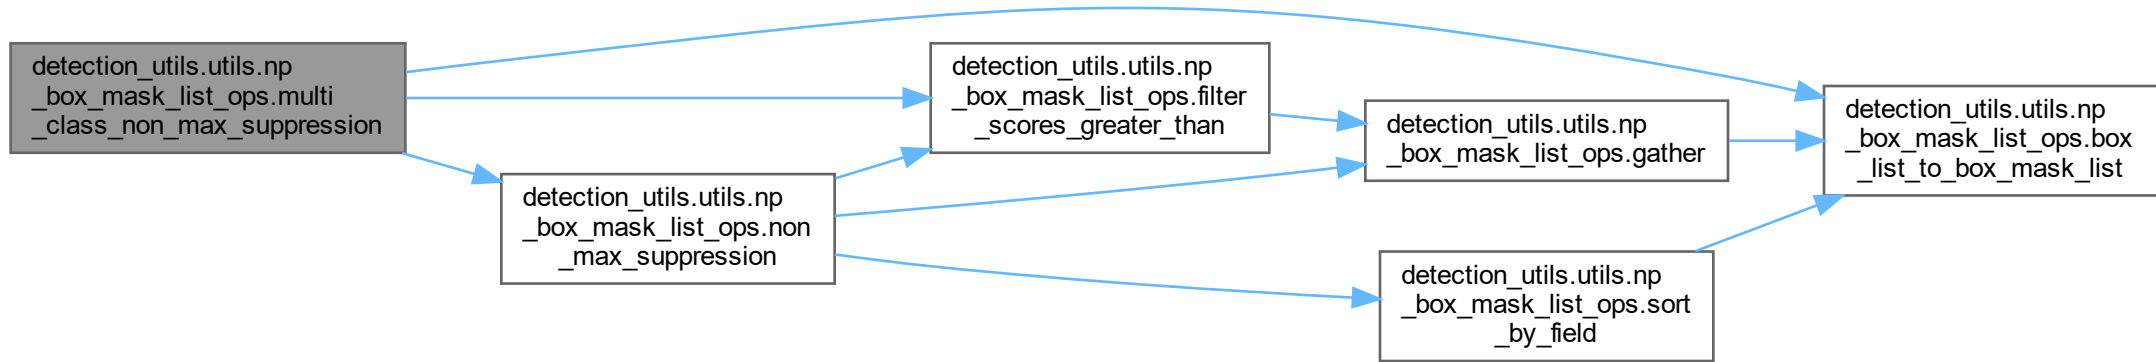 detection_utils.utils.np
_box_mask_list_ops.multi
_class_non_max_suppression
detection_utils.utils.np
_box_mask_list_ops.non
_max_suppression
detection_utils.utils.np
_box_mask_list_ops.filter
_scores_greater_than
detection_utils.utils.np
_box_mask_list_ops.gather
detection_utils.utils.np
_box_mask_list_ops.sort
_by_field
detection_utils.utils.np
_box_mask_list_ops.box
_list_to_box_mask_list